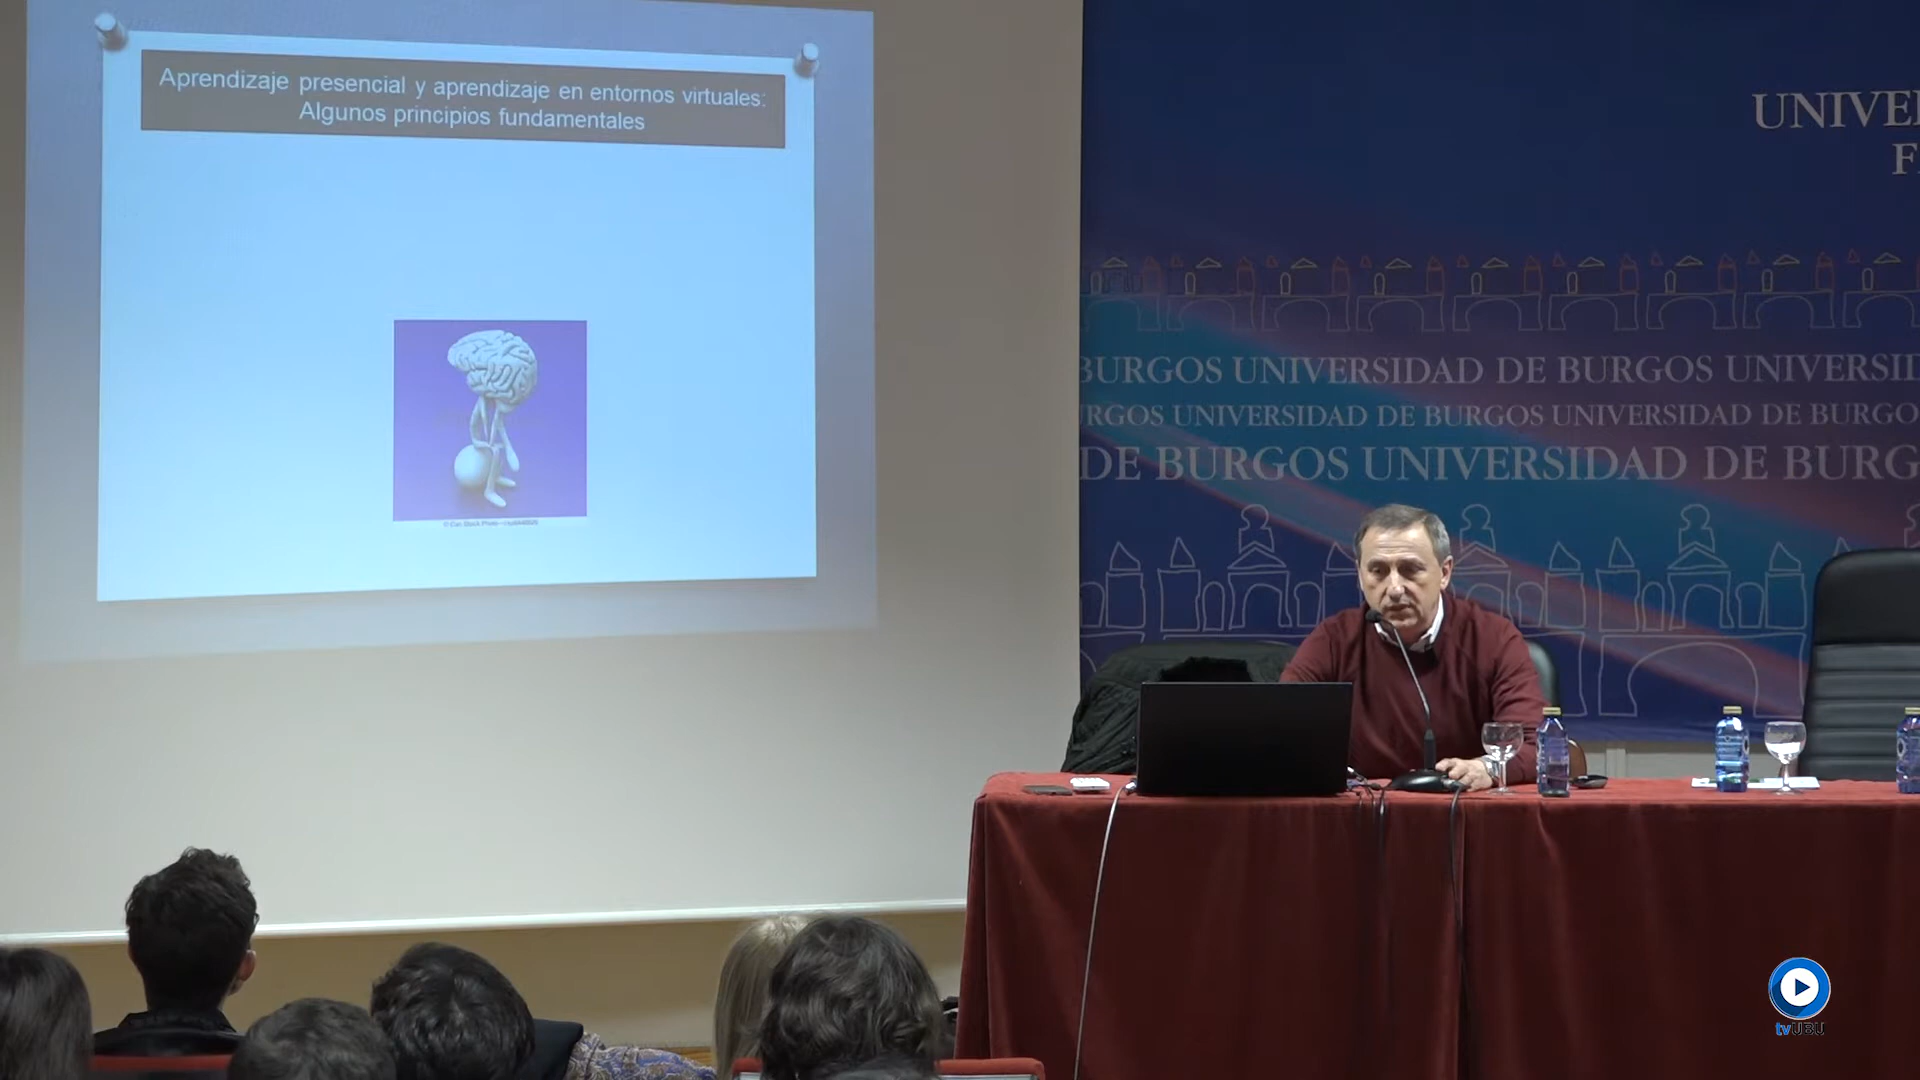 Aprendizaje presencial y aprendizaje en entornos virtuales:
Algunos principios fundamentales
UNIVE
F
BURGOS UNIVERSIDAD DE BURGOS UNIVERSI
RGOS UNIVERSIDAD DE BURGOS UNIVERSIDAD DE BURGO
DE BURGOS UNIVERSIDAD DE BURG
tvUBU